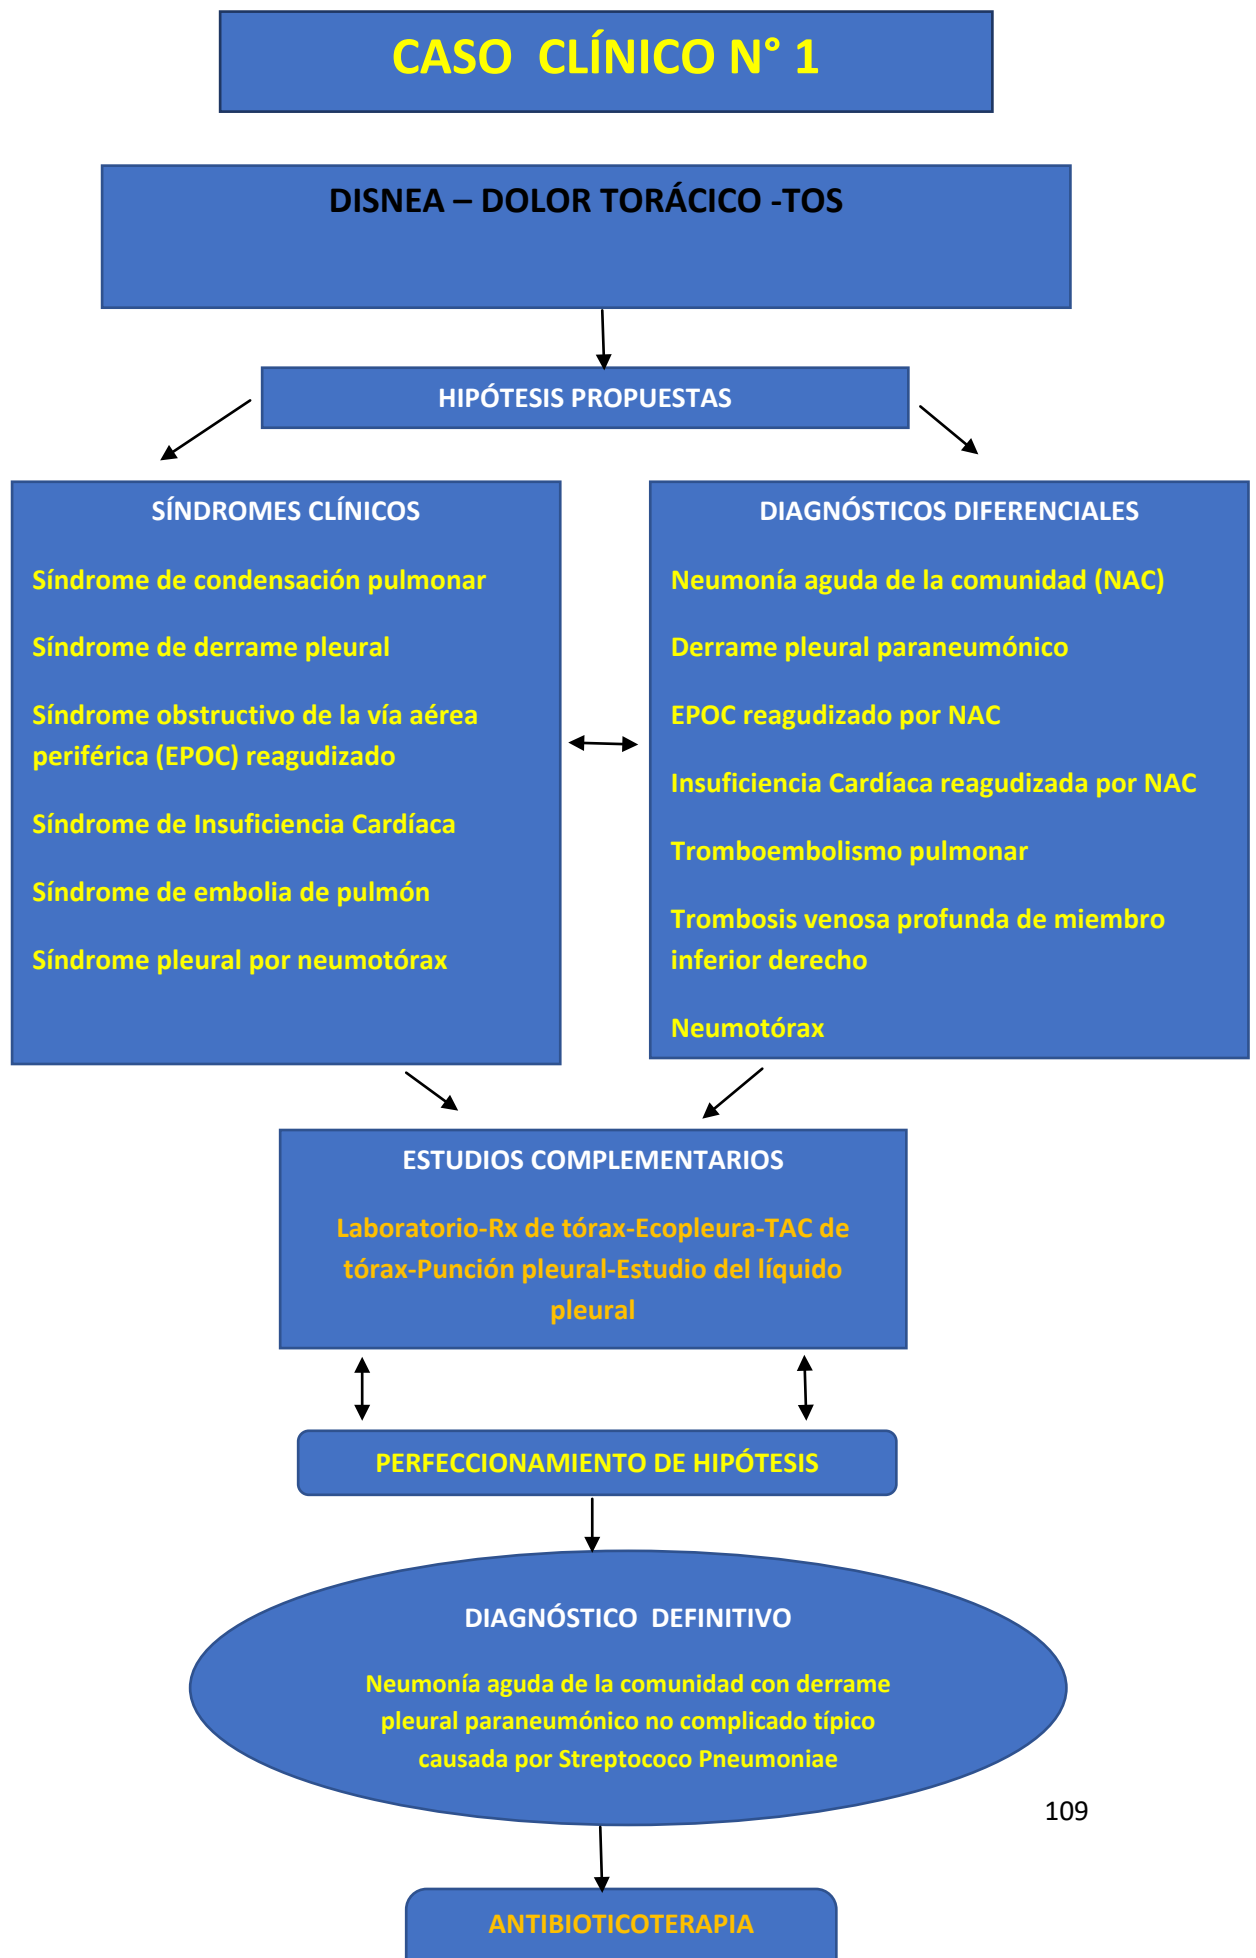 CASO CLÍNICO N° 1
DISNEA – DOLOR TORÁCICO -TOS
HIPÓTESIS PROPUESTAS
SÍNDROMES CLÍNICOS
Síndrome de condensación pulmonar
Síndrome de derrame pleural
Síndrome obstructivo de la vía aérea
periférica (EPOC) reagudizado
Síndrome de Insuficiencia Cardíaca
Síndrome de embolia de pulmón
Síndrome pleural por neumotórax
DIAGNÓSTICOS DIFERENCIALES
Neumonía aguda de la comunidad (NAC)
Derrame pleural paraneumónico
EPOC reagudizado por NAC
Insuficiencia Cardíaca reagudizada por NAC
Tromboembolismo pulmonar
Trombosis venosa profunda de miembro
inferior derecho
Neumotórax
ESTUDIOS COMPLEMENTARIOS
Laboratorio-Rx de tórax-Ecopleura-TAC de
tórax-Punción pleural-Estudio del líquido
pleural
PERFECCIONAMIENTO DE HIPÓTESIS
DIAGNÓSTICO DEFINITIVO
Neumonía aguda de la comunidad con derrame
pleural paraneumónico no complicado típico
causada por Streptococo Pneumoniae
109
ANTIBIOTICOTERAPIA